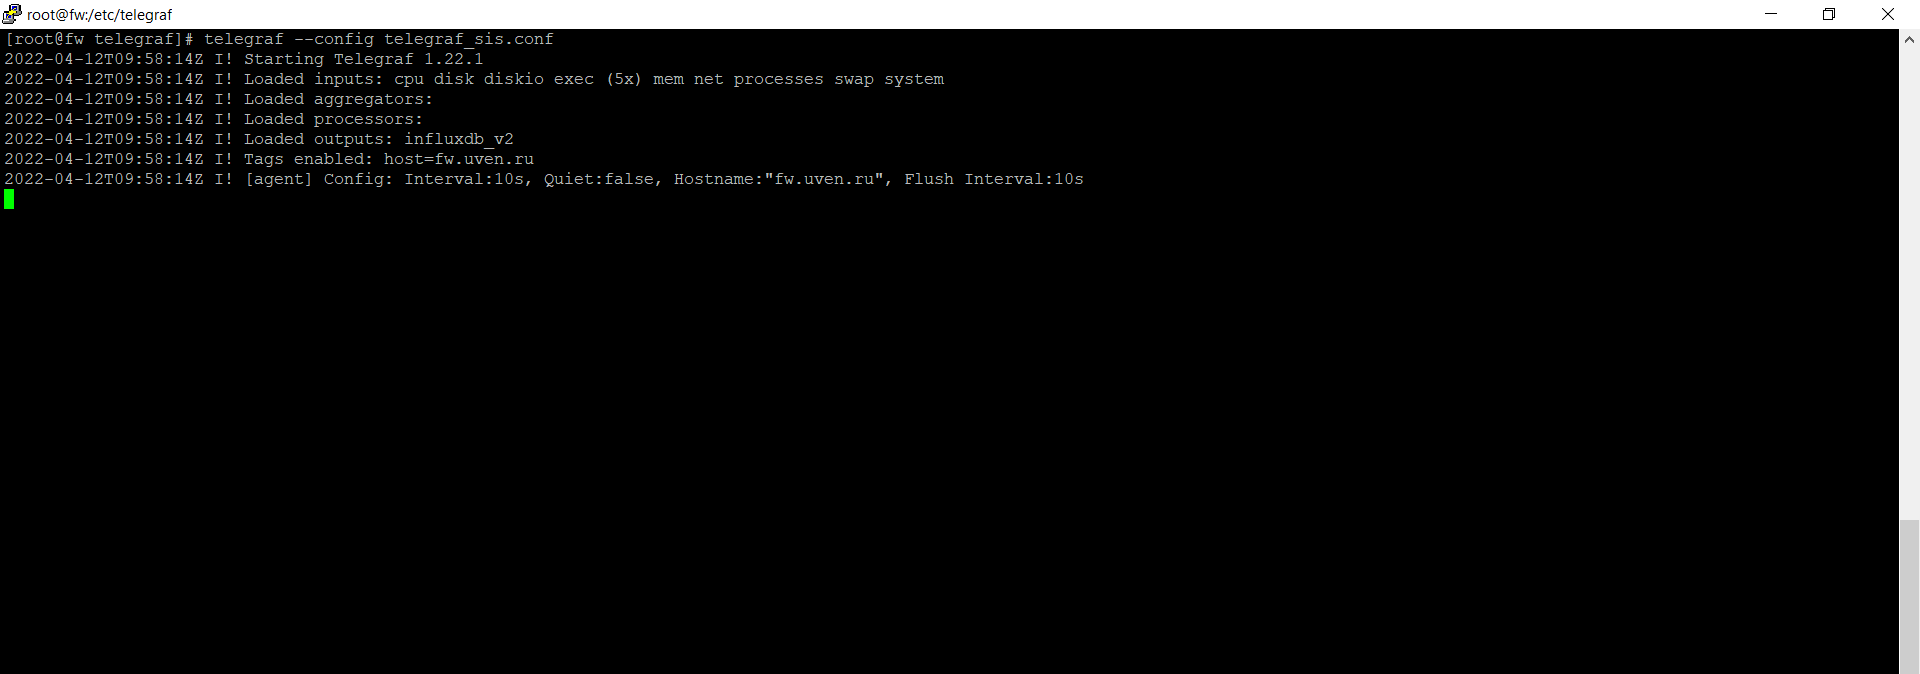 root@fw:/etc/telegraf
[root@fw telegraf]# telegraf --config telegraf_sis.conf
2022-04-12T09:58:14Z I! Starting Telegraf 1.22.1
2022-04-12T09:58:14Z I! Loaded inputs: cpu disk diskio exec (5x) mem net processes swap system
2022-04-12T09:58:14Z I! Loaded aggregators:
2022-04-12T09:58:14Z I! Loaded processors:
2022-04-12T09:58:14Z I! Loaded outputs: influxdb_v2
2022-04-12T09:58:14Z I! Tags enabled: host=fw.uven.ru
2022-04-12T09:58:14Z I! [agent] Config: Interval:10s, Quiet:false, Hostname:"fw.uven.ru", Flush Interval:10s